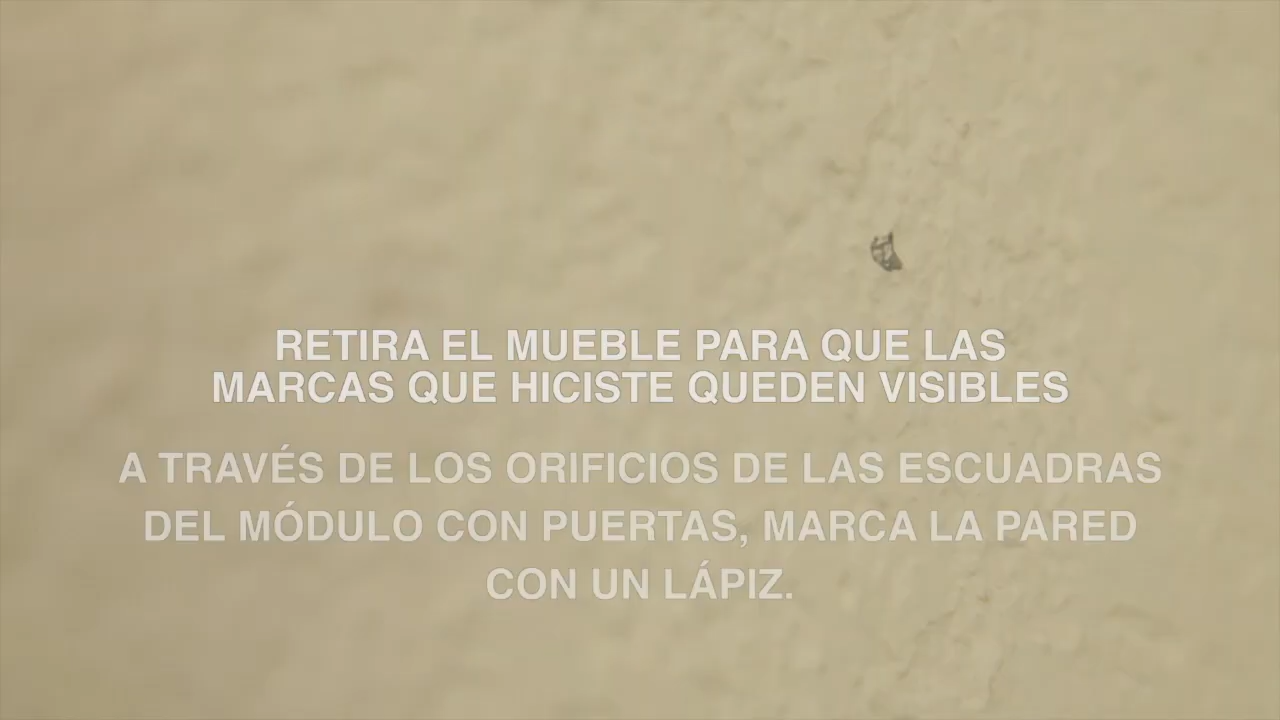 RETIRA EL MUEBLE PARA QUE LAS
MARCAS QUE HICISTE QUEDEN VISIBLES
A TRAVÉS DE LOS ORIFICIOS DE LAS ESCUADRAS
DEL MÓDULO CON PUERTAS, MARCA LA PARED
CON UN LÁPIZ.